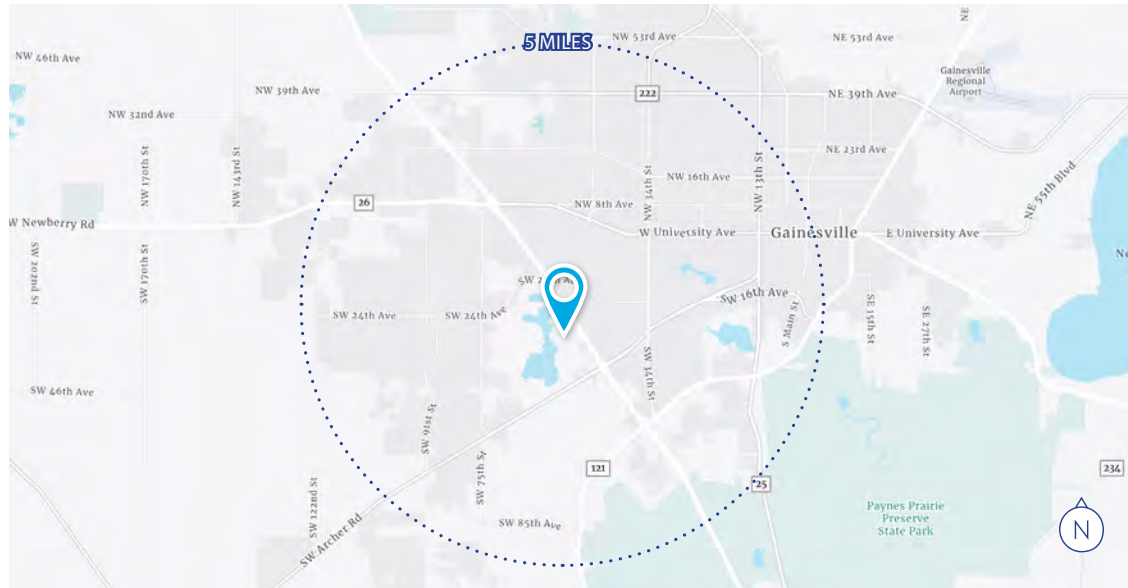 5 MILES
NW 53rd Ave
NE 53rd Ave
NE
NW 46th Ave
Gainesville
Regional
Airport
NW 39th Ave
222
NE 39th Ave
NW 32nd Ave
NE 23rd Ave
NW 170th St
NW 143rd St
NW 34th St
NW 13th St
NW 16th Ave
NE 55th Blvd
26
NW 8th Ave
W Newberry Rd
W University Ave
Gainesville
E University Ave
SW 202nd St
SW 170th St
SW 24th Ave
SW 24th Ave
SW 16th Ave
S Main St
SE 15th St
SE 27th St
SW 34th St
SW 46th Ave
SW 91st St
SW 75th St
121
25
234
SW 122nd St
SW Archer Rd
SW 85th Ave
Paynes Prairie
Preserve
State Park
N